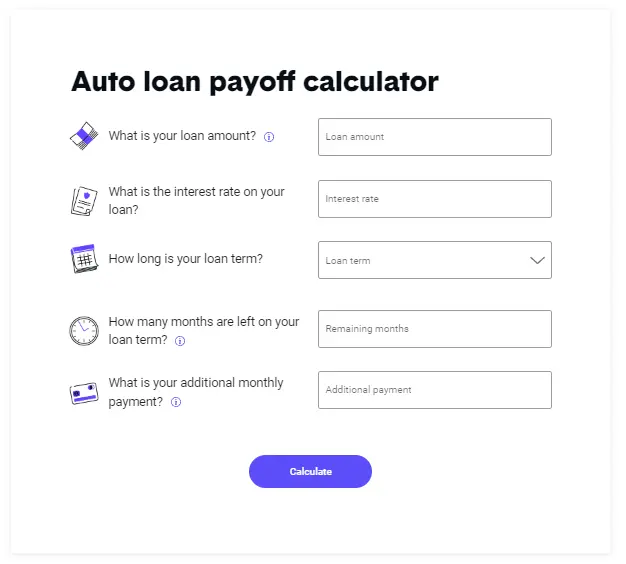 Auto loan payoff calculator
What is your loan amount?
Loan amount
What is the interest rate on your
loan?
Interest rate
How long is your loan term?
Loan term
How many months are left on your
loan term?
Remaining months
What is your additional monthly
payment?
Additional payment
Calculate